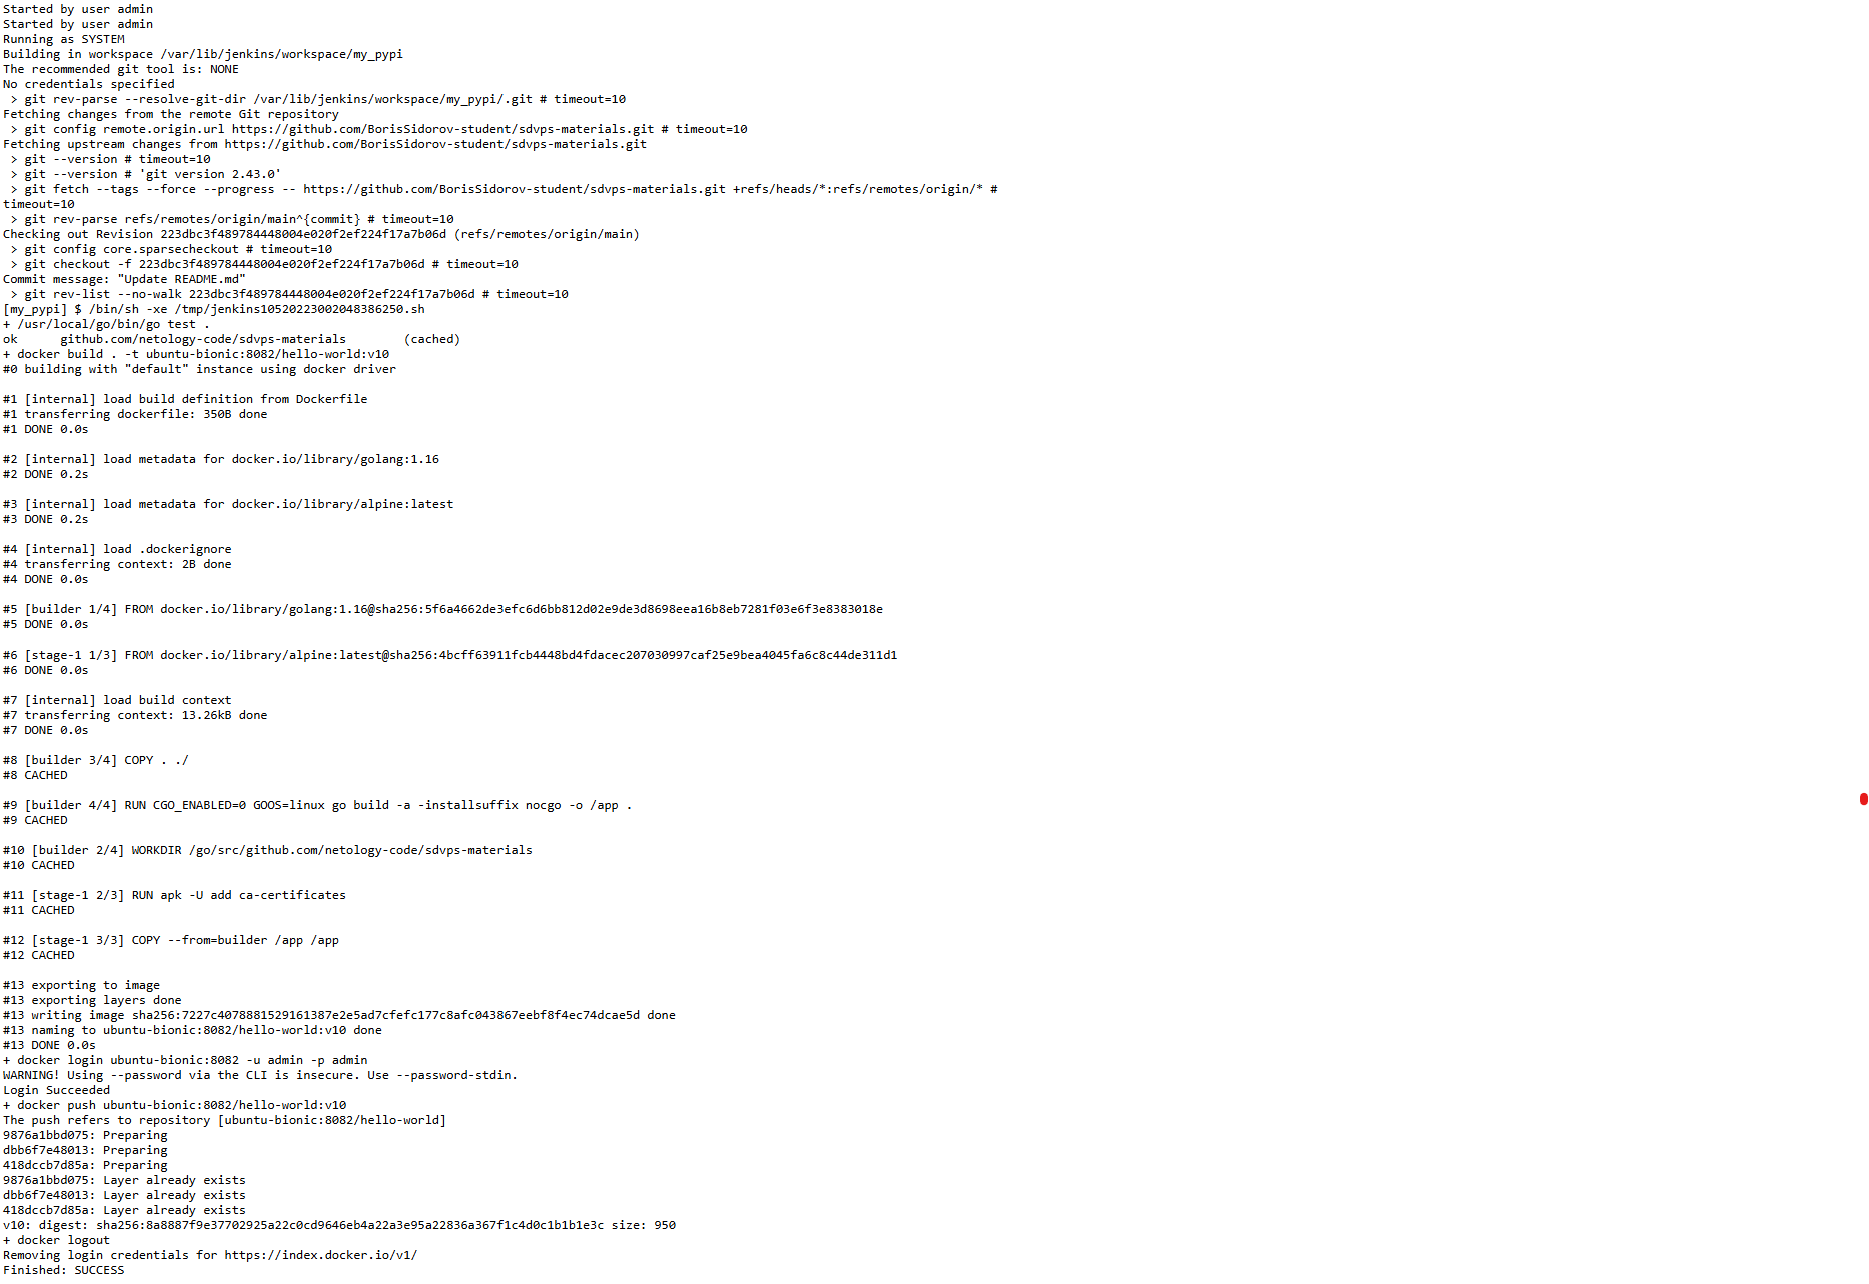 Started by user admin
Started by user admin
Running as SYSTEM
Building in workspace /var/lib/jenkins/workspace/my_pypi
The recommended git tool is: NONE
No credentials specified
 > git rev-parse --resolve-git-dir /var/lib/jenkins/workspace/my_pypi/.git # timeout=10
Fetching changes from the remote Git repository
 > git config remote.origin.url https://github.com/BorisSidorov-student/sdvps-materials.git # timeout=10
Fetching upstream changes from https://github.com/BorisSidorov-student/sdvps-materials.git
 > git --version # timeout=10
 > git --version # 'git version 2.43.0'
 > git fetch --tags --force --progress -- https://github.com/BorisSidorov-student/sdvps-materials.git +refs/heads/*:refs/remotes/origin/* #
timeout=10
 > git rev-parse refs/remotes/origin/main^{commit} # timeout=10
Checking out Revision 223dbc3f489784448004e020f2ef224f17a7b06d (refs/remotes/origin/main)
 > git config core.sparsecheckout # timeout=10
 > git checkout -f 223dbc3f489784448004e020f2ef224f17a7b06d # timeout=10
Commit message: "Update README.md"
 > git rev-list --no-walk 223dbc3f489784448004e020f2ef224f17a7b06d # timeout=10
[my_pypi] $ /bin/sh -xe /tmp/jenkins10520223002048386250.sh
+ /usr/local/go/bin/go test .
ok  	github.com/netology-code/sdvps-materials	(cached)
+ docker build . -t ubuntu-bionic:8082/hello-world:v10
#0 building with "default" instance using docker driver

#1 [internal] load build definition from Dockerfile
#1 transferring dockerfile: 350B done
#1 DONE 0.0s

#2 [internal] load metadata for docker.io/library/golang:1.16
#2 DONE 0.2s

#3 [internal] load metadata for docker.io/library/alpine:latest
#3 DONE 0.2s

#4 [internal] load .dockerignore
#4 transferring context: 2B done
#4 DONE 0.0s

#5 [builder 1/4] FROM docker.io/library/golang:1.16@sha256:5f6a4662de3efc6d6bb812d02e9de3d8698eea16b8eb7281f03e6f3e8383018e
#5 DONE 0.0s

#6 [stage-1 1/3] FROM docker.io/library/alpine:latest@sha256:4bcff63911fcb4448bd4fdacec207030997caf25e9bea4045fa6c8c44de311d1
#6 DONE 0.0s

#7 [internal] load build context
#7 transferring context: 13.26kB done
#7 DONE 0.0s

#8 [builder 3/4] COPY . ./
#8 CACHED

#9 [builder 4/4] RUN CGO_ENABLED=0 GOOS=linux go build -a -installsuffix nocgo -o /app .
#9 CACHED

#10 [builder 2/4] WORKDIR /go/src/github.com/netology-code/sdvps-materials
#10 CACHED

#11 [stage-1 2/3] RUN apk -U add ca-certificates
#11 CACHED

#12 [stage-1 3/3] COPY --from=builder /app /app
#12 CACHED

#13 exporting to image
#13 exporting layers done
#13 writing image sha256:7227c4078881529161387e2e5ad7cfefc177c8afc043867eebf8f4ec74dcae5d done
#13 naming to ubuntu-bionic:8082/hello-world:v10 done
#13 DONE 0.0s
+ docker login ubuntu-bionic:8082 -u admin -p admin
WARNING! Using --password via the CLI is insecure. Use --password-stdin.
Login Succeeded
+ docker push ubuntu-bionic:8082/hello-world:v10
The push refers to repository [ubuntu-bionic:8082/hello-world]
9876a1bbd075: Preparing
dbb6f7e48013: Preparing
418dccb7d85a: Preparing
9876a1bbd075: Layer already exists
dbb6f7e48013: Layer already exists
418dccb7d85a: Layer already exists
v10: digest: sha256:8a8887f9e37702925a22c0cd9646eb4a22a3e95a22836a367f1c4d0c1b1b1e3c size: 950
+ docker logout
Removing login credentials for https://index.docker.io/v1/
Finished: SUCCESS